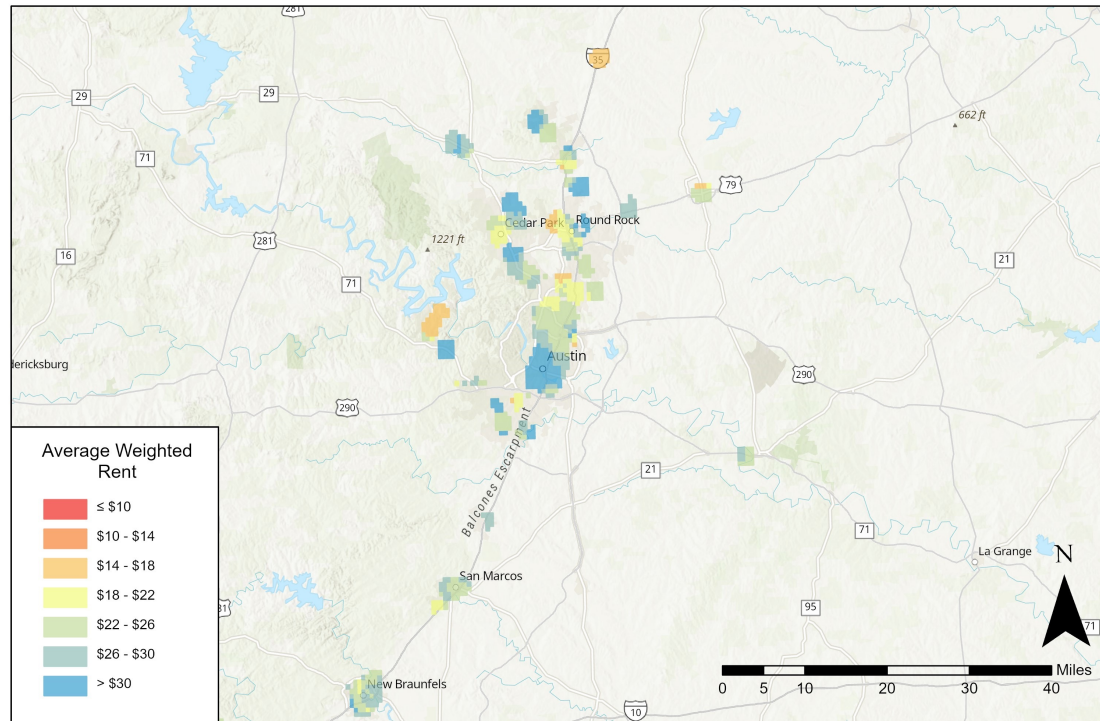 281
35
29
29
662 ft
71
79
Cedar Park
Round Rock
1221 ft
281
16
21
71
Austin
dericksburg
290
290
Balcones Escarpment
Average Weighted
Rent
≤ $10
$10 - $14
$14 - $18
$18 - $22
$22 - $26
$26 - $30
> $30
21
71
La Grange
N
San Marcos
95
71
New Braunfels
10
Miles
0 5 10 20 30 40